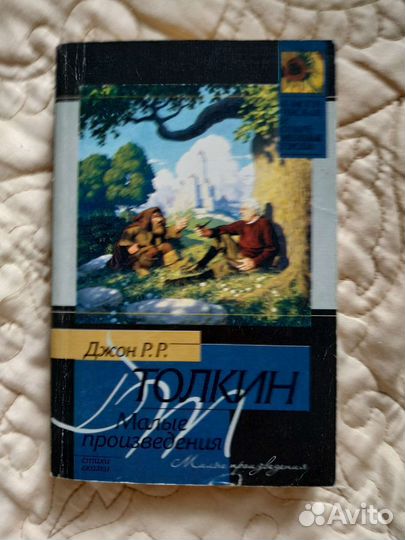 Джон Р. Р.
ТОЛКИН
Малые
произведения
стихи
сказки
Малые произведения
Avito